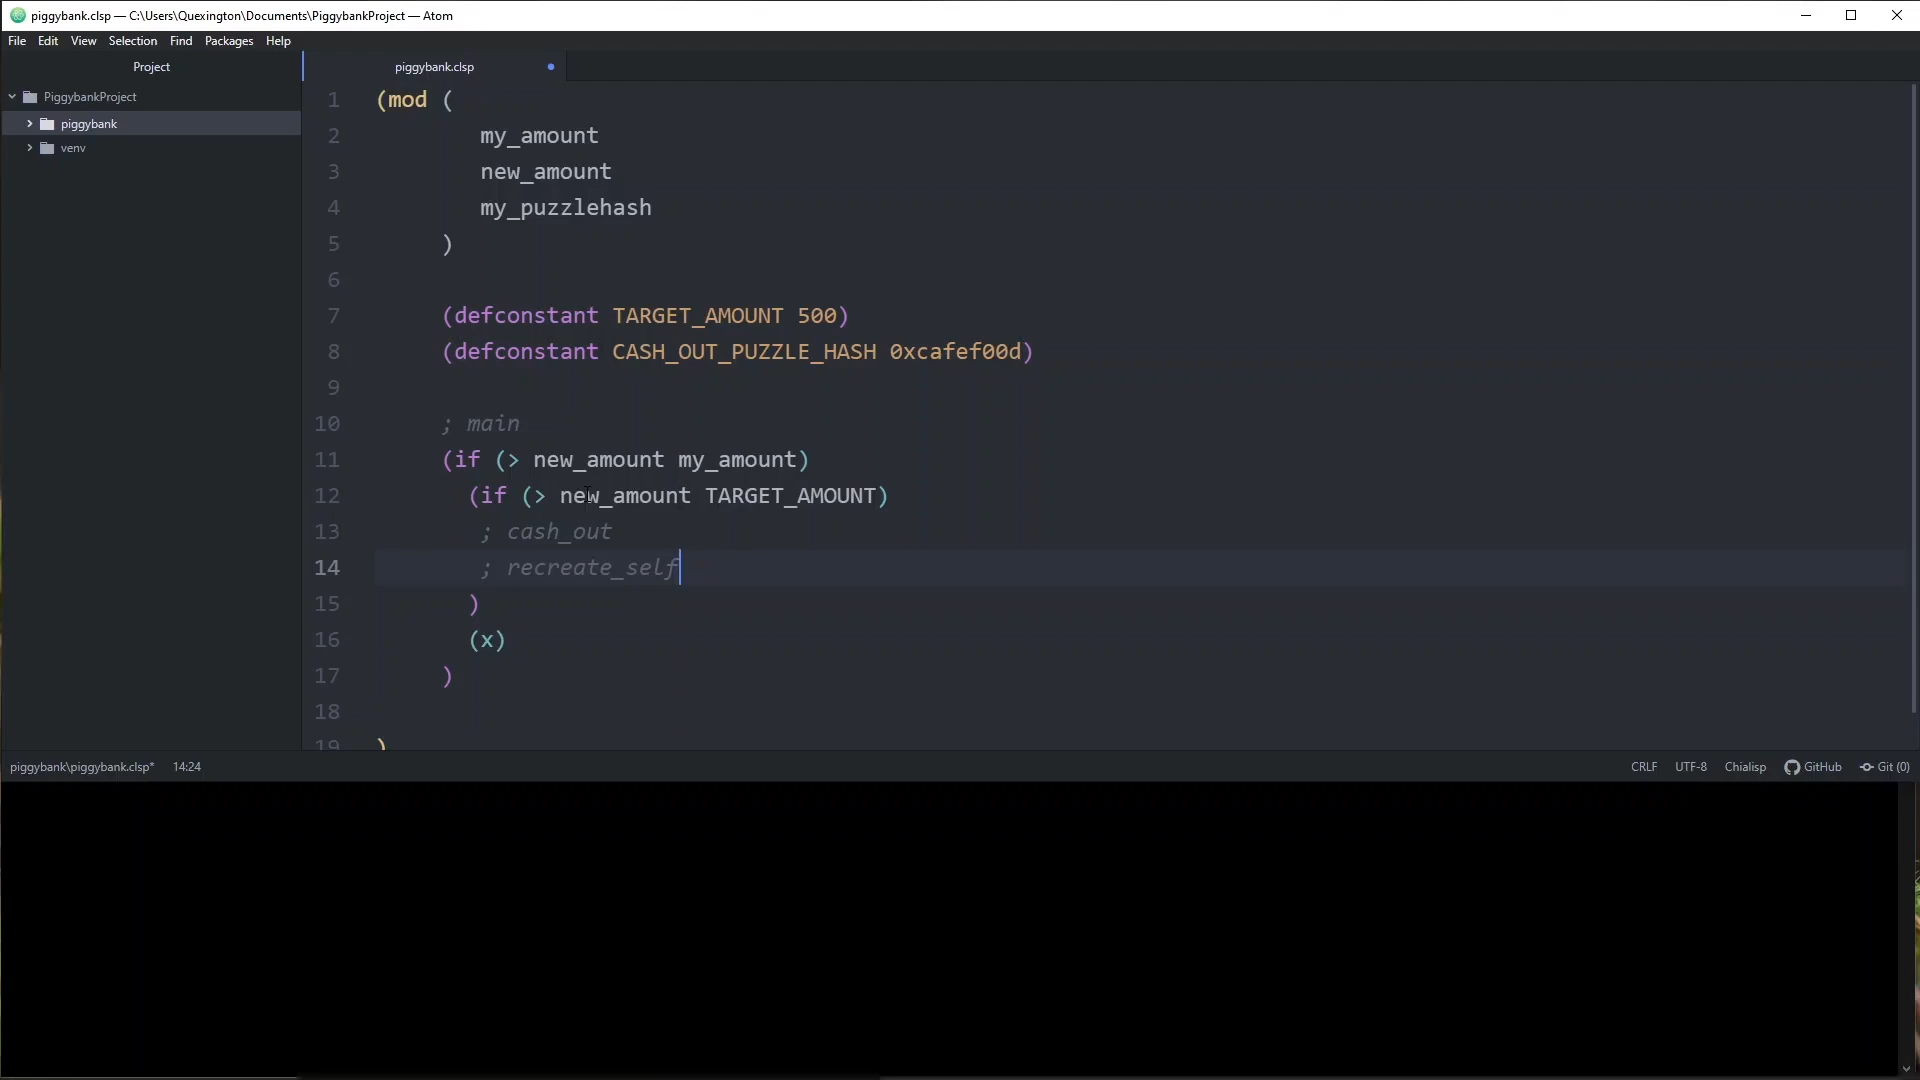 piggybank.clsp — C:\Users\Quexington\Documents\PiggybankProject — Atom
File Edit View Selection Find Packages Help
Project
piggybank.clsp
PiggybankProject
piggybank
venv
1 (mod (
2 my_amount
3 new_amount
4 my_puzzlehash
5 )
6
7 (defconstant TARGET_AMOUNT 500)
8 (defconstant CASH_OUT_PUZZLE_HASH 0xcafef00d)
9
10 ; main
11 (if (> new_amount my_amount)
12 (if (> new_amount TARGET_AMOUNT)
13 ; cash_out
14 ; recreate_self
15 )
16 (x)
17 )
18
19 )
piggybank\piggybank.clsp* 14:24 CRLF UTF-8 Chialisp GitHub Git (0)